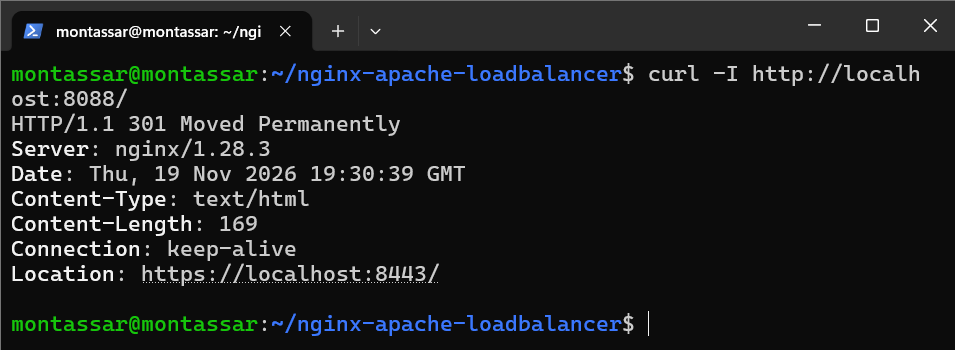 montassar@montassar: ~/ngi
montassar@montassar:~/nginx-apache-loadbalancer$ curl -I http://localh
ost:8088/
HTTP/1.1 301 Moved Permanently
Server: nginx/1.28.3
Date: Thu, 19 Nov 2026 19:30:39 GMT
Content-Type: text/html
Content-Length: 169
Connection: keep-alive
Location: https://localhost:8443/
montassar@montassar:~/nginx-apache-loadbalancer$